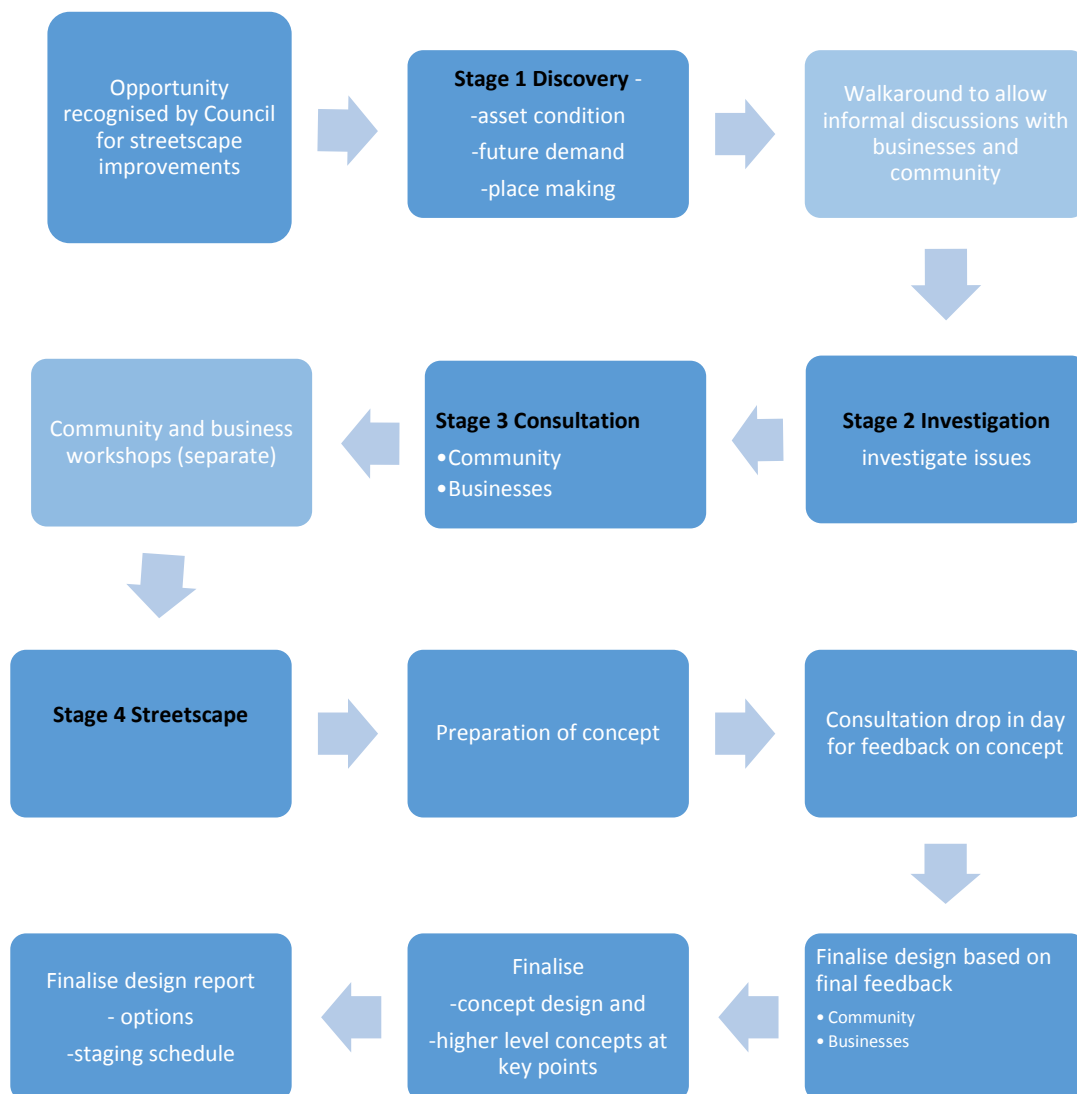 Opportunity
recognised by Council
for streetscape
improvements
Stage 1 Discovery -
-asset condition
-future demand
-place making
Walkaround to allow
informal discussions with
businesses and
community
Stage 2 Investigation
investigate issues
Stage 3 Consultation
•Community
•Businesses
Community and business
workshops (separate)
Stage 4 Streetscape
Preparation of concept
Consultation drop in day
for feedback on concept
Finalise design based on
final feedback
• Community
• Businesses
Finalise
-concept design and
-higher level concepts at
key points
Finalise design report
- options
-staging schedule